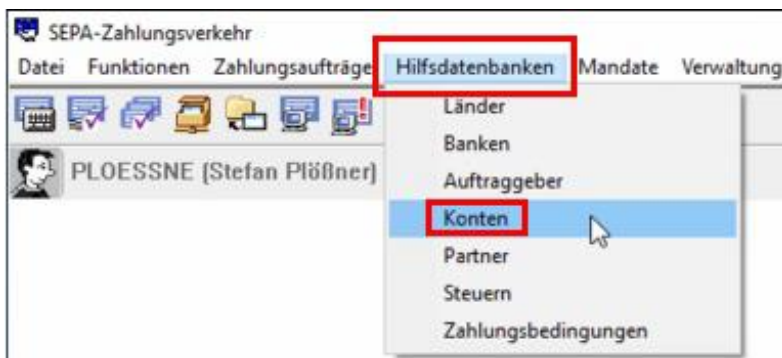 SEPA-Zahlungsverkehr
Datei Funktionen Zahlungsaufträge Hilfsdatenbanken Mandate Verwaltung
PLOESSNE [Stefan Plößner]
Länder
Banken
Auftraggeber
Konten
Partner
Steuern
Zahlungsbedingungen